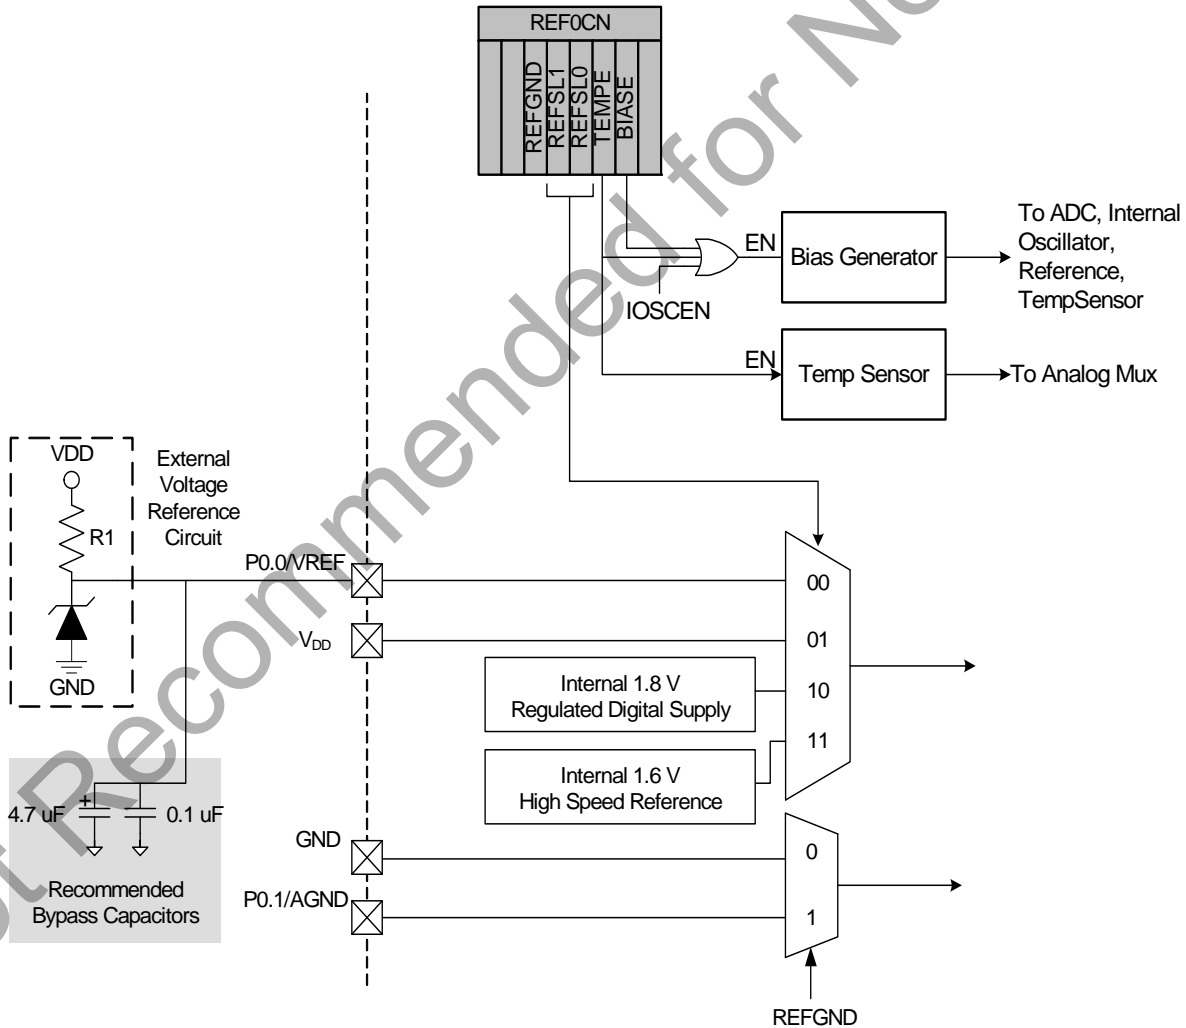 REF0CN
REFGND
REFSL1
REFSL0
TEMPE
BIASE
EN
Bias Generator
To ADC, Internal
Oscillator,
Reference,
TempSensor
IOSCEN
EN
Temp Sensor
To Analog Mux
VDD
R1
GND
External
Voltage
Reference
Circuit
P0.0/VREF
VDD
00
01
10
11
Internal 1.8 V
Regulated Digital Supply
Internal 1.6 V
High Speed Reference
4.7 uF
+
0.1 uF
Recommended
Bypass Capacitors
GND
P0.1/AGND
0
1
REFGND
Recommended for